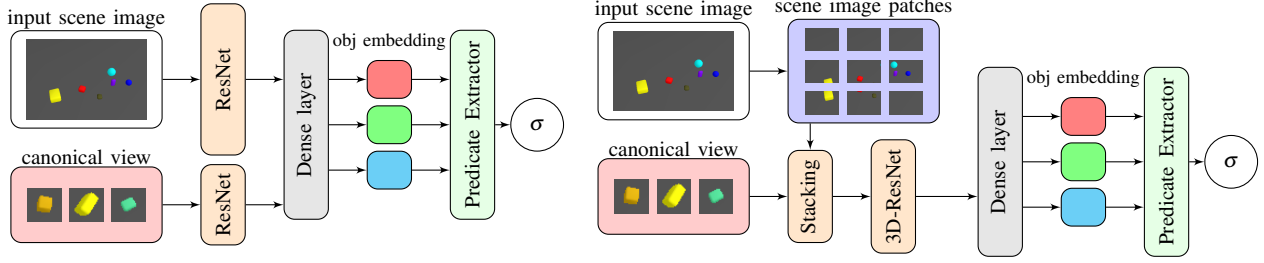 input scene image
ResNet
canonical view
ResNet
Dense layer
obj embedding
Predicate Extractor
σ
input scene image
scene image patches
canonical view
Stacking
3D-ResNet
Dense layer
obj embedding
Predicate Extractor
σ